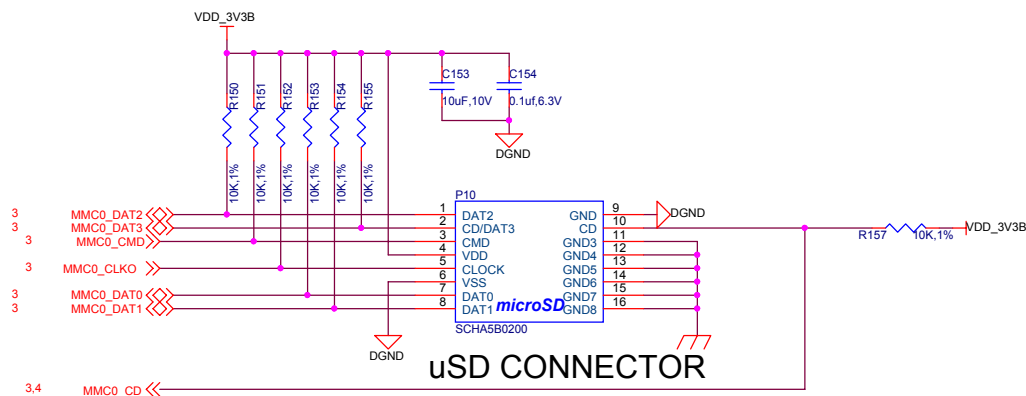 VDD_3V3B
R150
R151
R152
R153
R154
R155
10K,1%
10K,1%
10K,1%
10K,1%
10K,1%
10K,1%
C153
10uF,10V
C154
0.1uf,6.3V
DGND
P10
3 MMC0_DAT2 1 DAT2 GND 9 DGND
3 MMC0_DAT3 2 CD/DAT3 CD 10
3 MMC0_CMD 3 CMD GND3 11
4 VDD GND4 12
3 MMC0_CLKO 5 CLOCK GND5 13
6 VSS GND6 14
3 MMC0_DAT0 7 DAT0 GND7 15
3 MMC0_DAT1 8 DAT1 GND8 16
microSD
R157 10K,1% VDD_3V3B
SCHA5B0200
DGND
uSD CONNECTOR
3,4 MMC0_CD